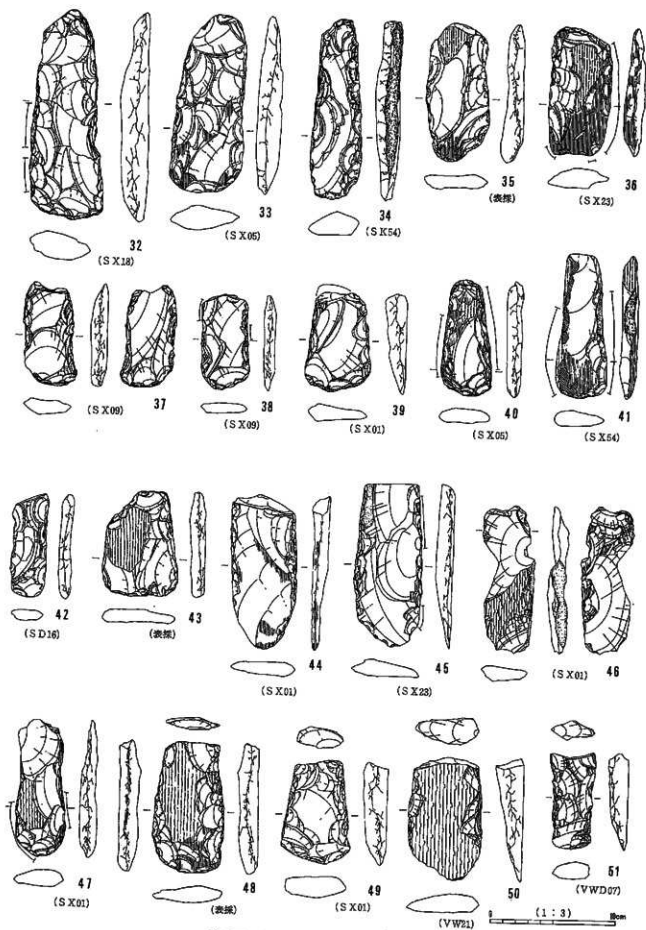 32
(SX18)
33
(SX05)
34
(SK54)
35
(表採)
36
(SX23)
37
(SX09)
38
(SX09)
39
(SX01)
40
(SX05)
41
(SX54)
42
(SD16)
43
(表採)
44
(SX01)
45
(SX23)
46
(SX01)
47
(SX01)
48
(表採)
49
(SX01)
50
(VW21)
51
(VWD07)
0 (1:3) 10cm